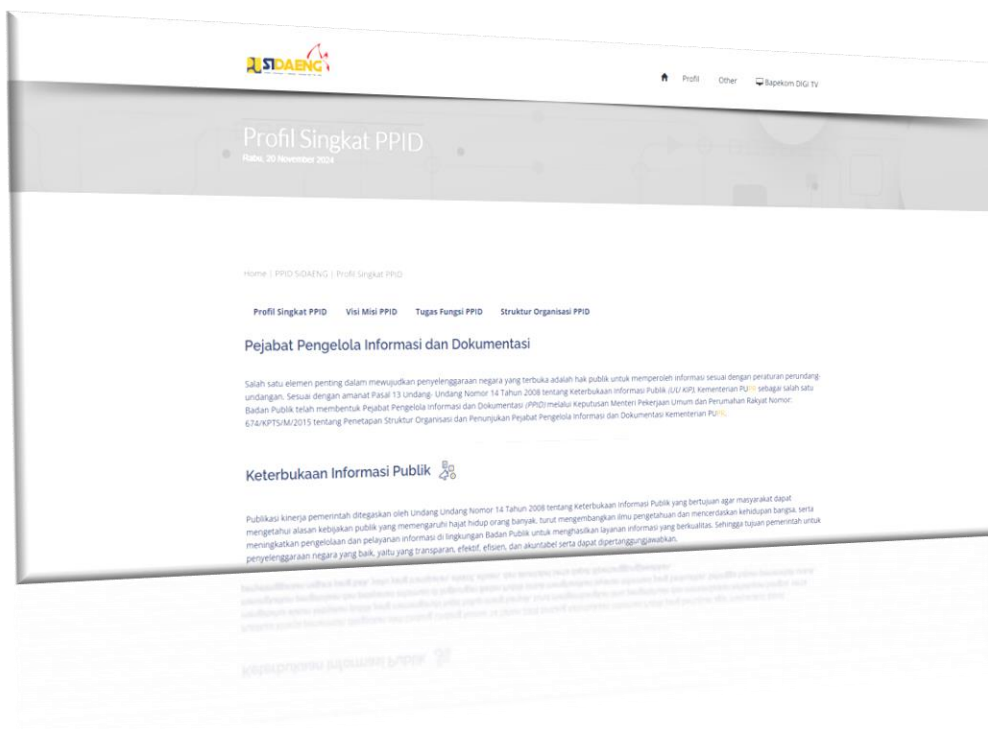 SIDAENG
Profil Other Bapekom DIGI TV
Profil Singkat PPID
Rabu, 20 November 2024
Home | PPID SIDAENG | Profil Singkat PPID
Profil Singkat PPID Visi Misi PPID Tugas Fungsi PPID Struktur Organisasi PPID
Pejabat Pengelola Informasi dan Dokumentasi
Salah satu elemen penting dalam mewujudkan penyelenggaraan negara yang terbuka adalah hak publik untuk memperoleh informasi sesuai dengan peraturan perundang-
undangan. Sesuai dengan amanat Pasal 13 Undang- Undang Nomor 14 Tahun 2008 tentang Keterbukaan Informasi Publik (UU KIP), Kementerian PUPR sebagai salah satu
Badan Publik telah membentuk Pejabat Pengelola Informasi dan Dokumentasi (PPID) melalui Keputusan Menteri Pekerjaan Umum dan Perumahan Rakyat Nomor:
674/KPTS/M/2015 tentang Penetapan Struktur Organisasi dan Penunjukan Pejabat Pengelola Informasi dan Dokumentasi Kementerian PUPR.
Keterbukaan Informasi Publik
Publikasi kinerja pemerintah ditegaskan oleh Undang Undang Nomor 14 Tahun 2008 tentang Keterbukaan Informasi Publik yang bertujuan agar masyarakat dapat
mengetahui alasan kebijakan publik yang memengaruhi hajat hidup orang banyak, turut mengembangkan ilmu pengetahuan dan mencerdaskan kehidupan bangsa, serta
meningkatkan pengelolaan dan pelayanan informasi di lingkungan Badan Publik untuk menghasilkan layanan informasi yang berkualitas. Sehingga tujuan pemerintah untuk
penyelenggaraan negara yang baik, yaitu yang transparan, efektif, efisien, dan akuntabel serta dapat dipertanggungjawabkan.